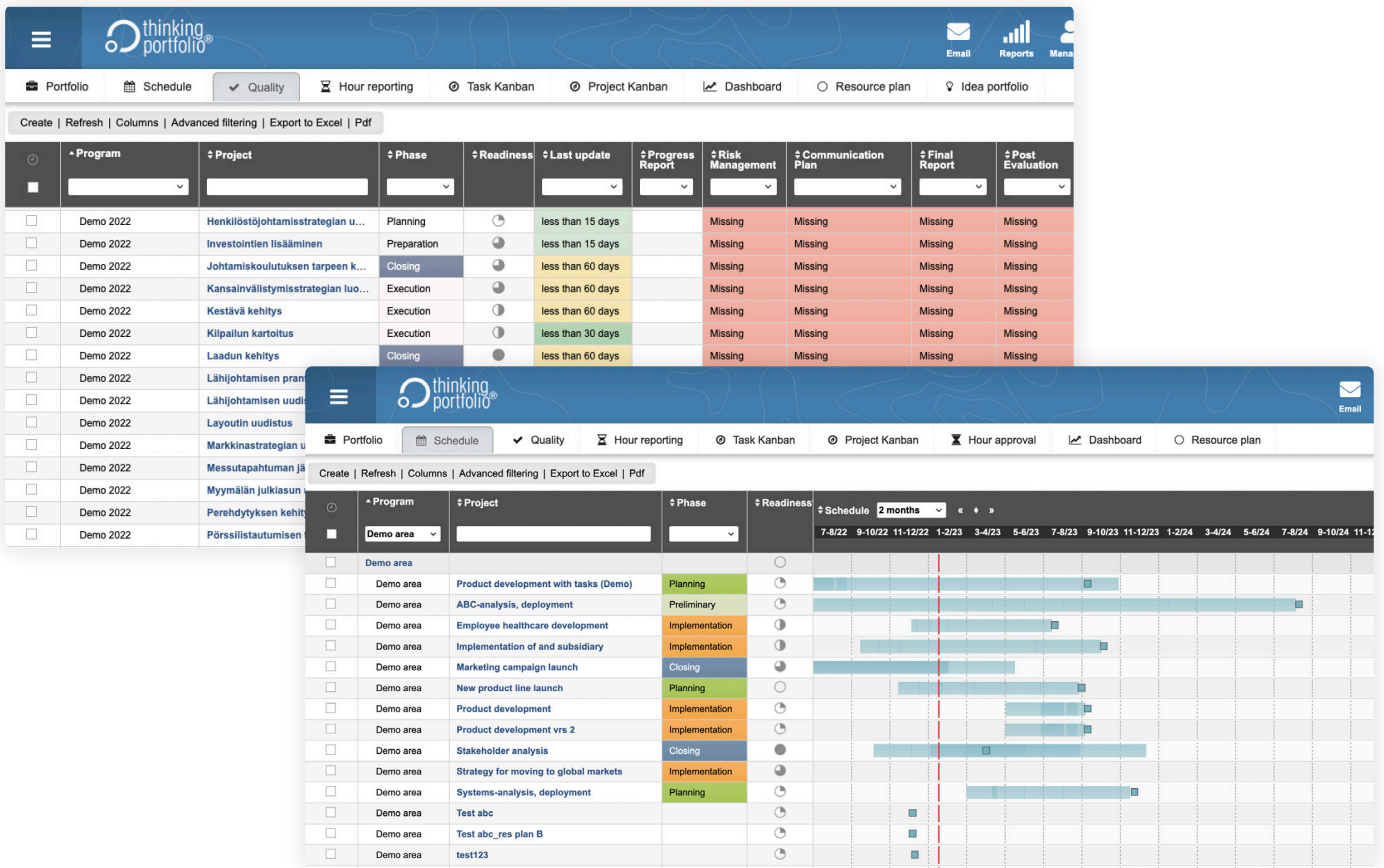 thinking
portfolio®
Email
Reports
Portfolio Schedule Quality Hour reporting Task Kanban Project Kanban Dashboard Resource plan Idea portfolio
Create | Refresh | Columns | Advanced filtering | Export to Excel | Pdf
Program Project Phase Readiness Last update Progress Report Risk Management Communication Plan Final Report Post Evaluation
Demo 2022 Henkilöstöjohtamisstrategian u... Planning less than 15 days Missing Missing Missing Missing
Demo 2022 Investointien lisääminen Preparation less than 15 days Missing Missing Missing Missing
Demo 2022 Johtamiskoulutuksen tarpeen k... Closing less than 60 days Missing Missing Missing Missing
Demo 2022 Kansainvälistymisstrategian luo... Execution less than 60 days Missing Missing Missing Missing
Demo 2022 Kestävä kehitys Execution less than 60 days Missing Missing Missing Missing
Demo 2022 Kilpailun kartoitus Execution less than 30 days Missing Missing Missing Missing
Demo 2022 Laadun kehitys Closing less than 60 days Missing Missing Missing Missing
Demo 2022 Lähijohtamisen
Demo 2022 Lähijohtamisen
Demo 2022 Layoutin uudistus
Demo 2022 Markkinastrategian
Demo 2022 Messutapahtuman
Demo 2022 Myymälän julkiasun
Demo 2022 Perehdytyksen
Demo 2022 Pörssilistautumisen
thinking
portfolio®
Email
Portfolio Schedule Quality Hour reporting Task Kanban Project Kanban Hour approval Dashboard Resource plan
Create | Refresh | Columns | Advanced filtering | Export to Excel | Pdf
Program Project Phase Readiness Schedule 2 months « »
Demo area 7-8/22 9-10/22 11-12/22 1-2/23 3-4/23 5-6/23 7-8/23 9-10/23 11-12/23 1-2/24 3-4/24 5-6/24 7-8/24 9-10/24
Demo area
Demo area Product development with tasks (Demo) Planning
Demo area ABC-analysis, deployment Preliminary
Demo area Employee healthcare development Implementation
Demo area Implementation of and subsidiary Implementation
Demo area Marketing campaign launch Closing
Demo area New product line launch Planning
Demo area Product development Implementation
Demo area Product development vrs 2 Implementation
Demo area Stakeholder analysis Closing
Demo area Strategy for moving to global markets Implementation
Demo area Systems-analysis, deployment Planning
Demo area Test abc
Demo area Test abc_res plan B
Demo area test123